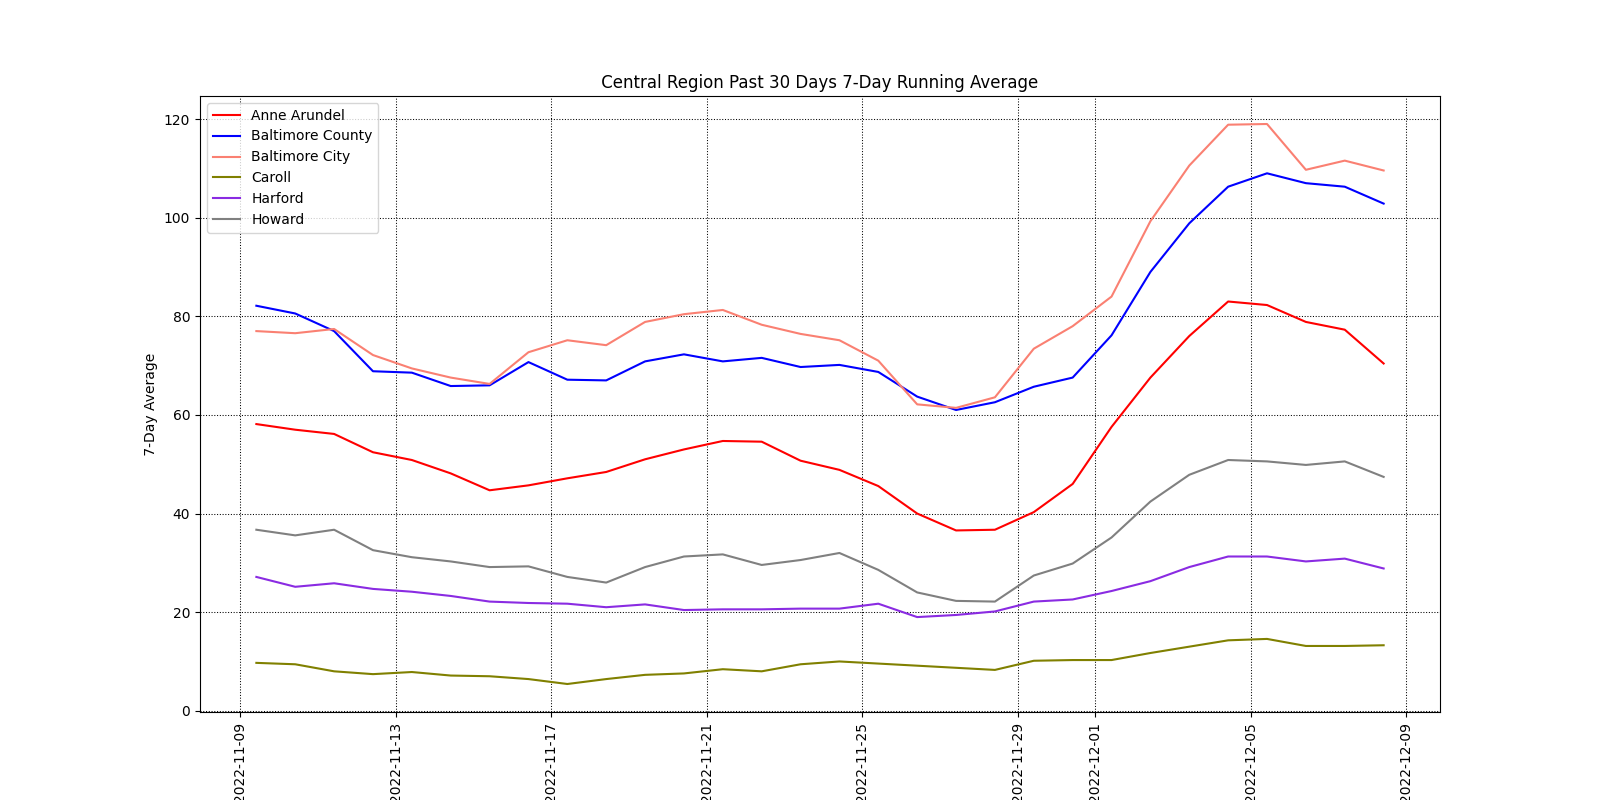 Central Region Past 30 Days 7-Day Running Average
Anne Arundel
Baltimore County
Baltimore City
Caroll
Harford
Howard
120
100
80
60
40
20
0
7-Day Average
2022-11-09
2022-11-13
2022-11-17
2022-11-21
2022-11-25
2022-11-29
2022-12-01
2022-12-05
2022-12-09